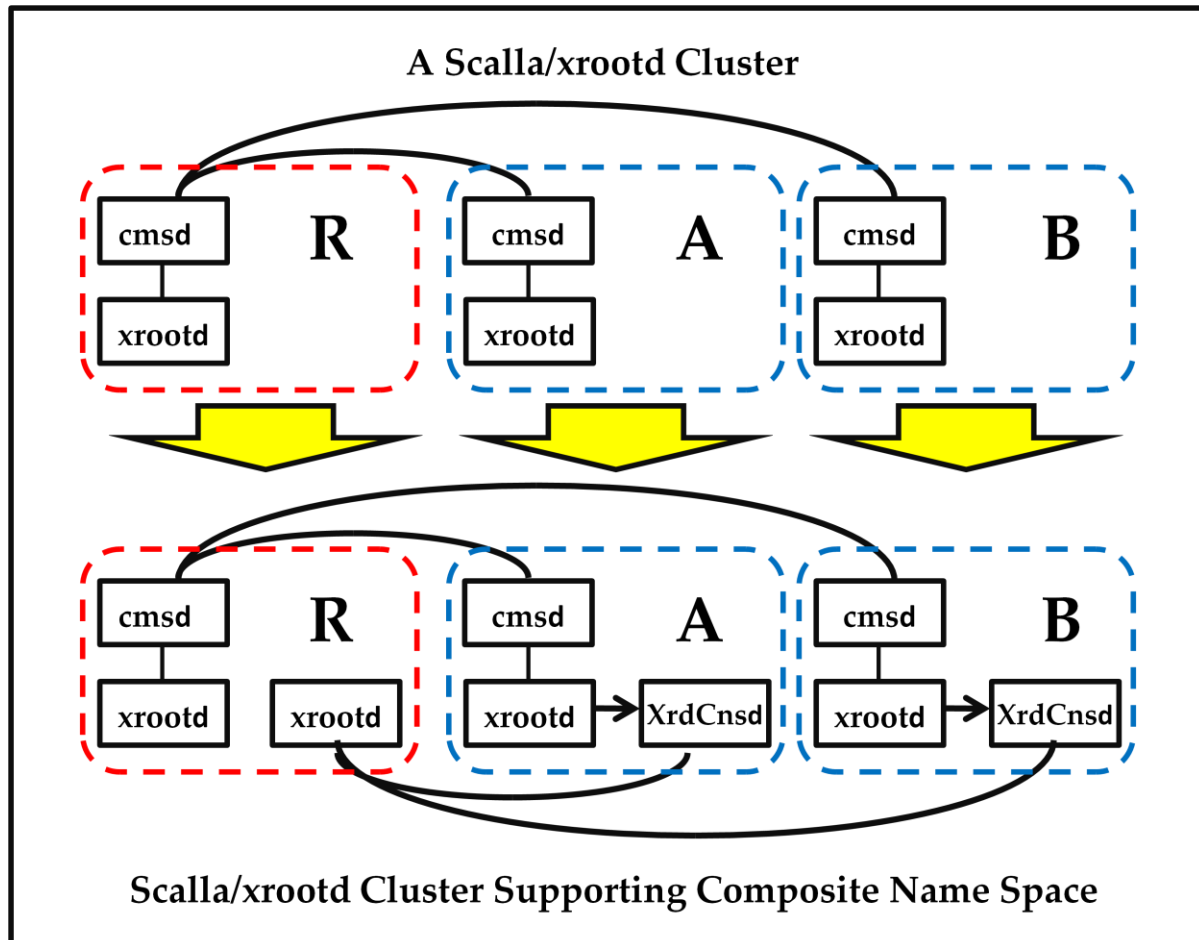 A Scalla/xrootd Cluster
cmsd R cmsd A cmsd B
xrootd xrootd xrootd
cmsd R cmsd A cmsd B
xrootd xrootd xrootd XrdCnsd xrootd XrdCnsd
Scalla/xrootd Cluster Supporting Composite Name Space